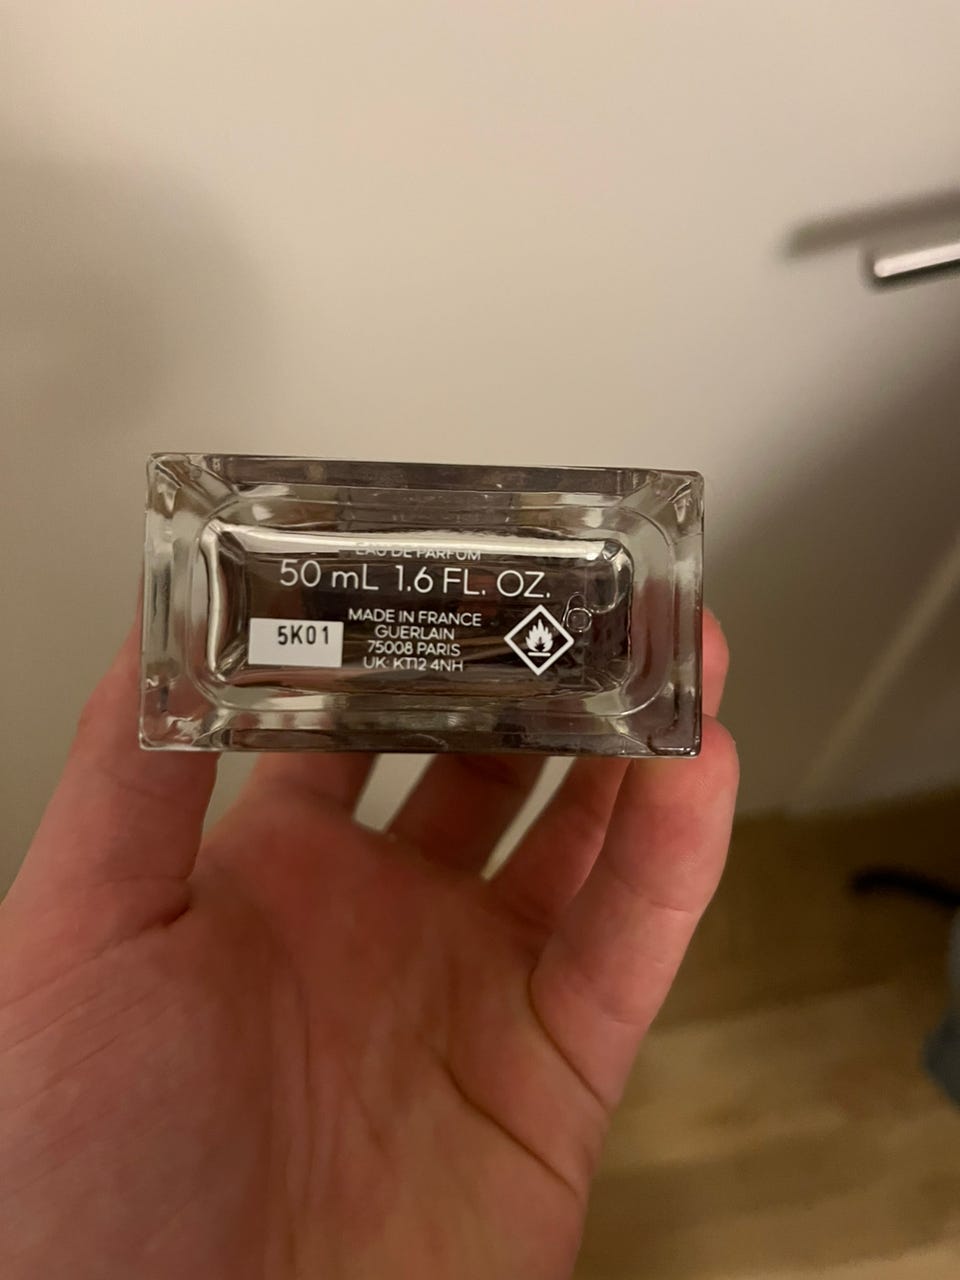 EAU DE PARFUM
50 mL 1.6 FL. OZ.
MADE IN FRANCE
GUERLAIN
75008 PARIS
UK: KT12 4NH
5K01